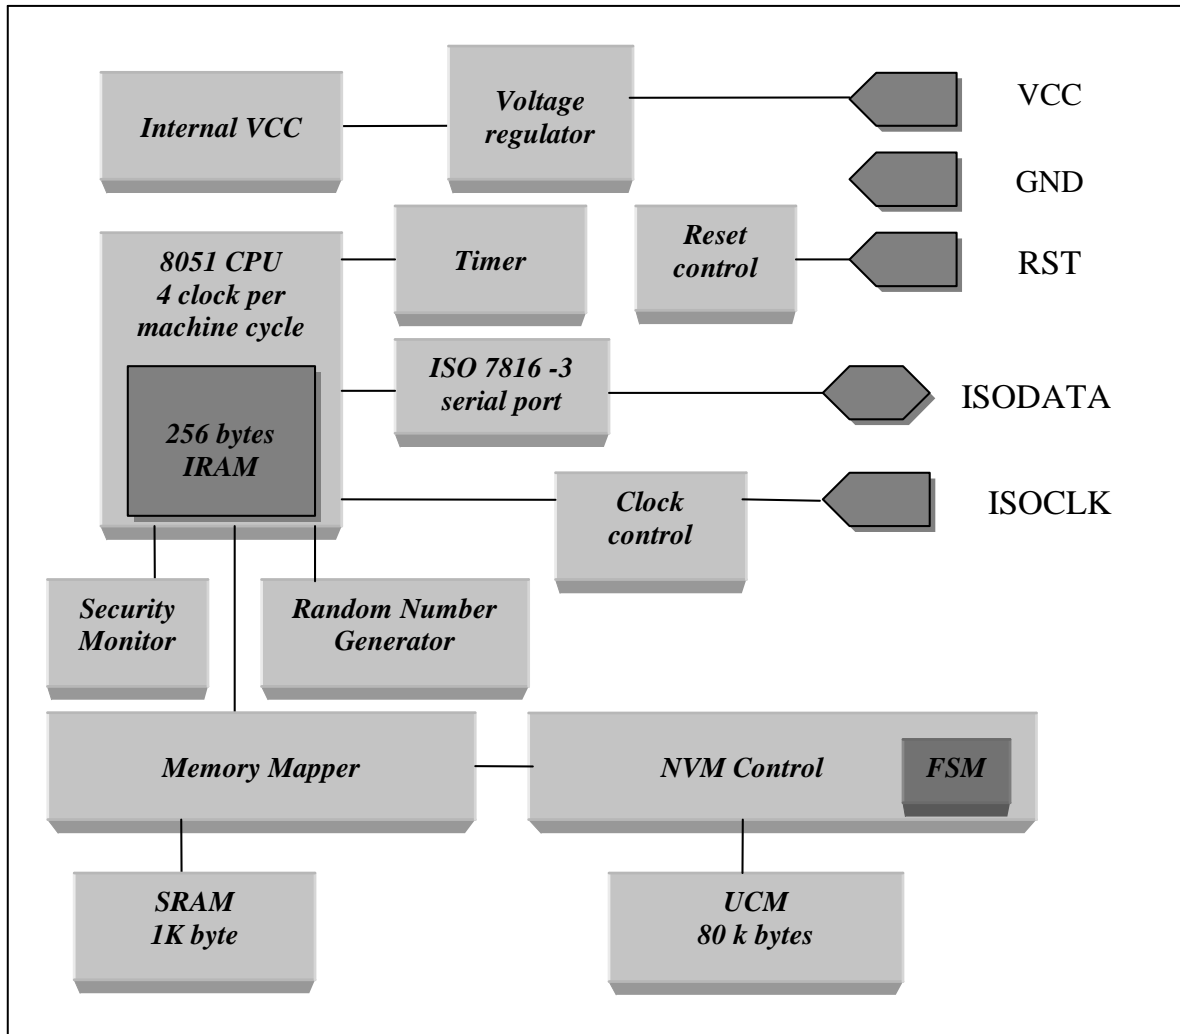 Internal VCC
Voltage
regulator
VCC
GND
8051 CPU
4 clock per
machine cycle
Timer
Reset
control
RST
ISO 7816 -3
serial port
ISODATA
256 bytes
IRAM
Clock
control
ISOCLK
Security
Monitor
Random Number
Generator
Memory Mapper
NVM Control
FSM
SRAM
1K byte
UCM
80 k bytes